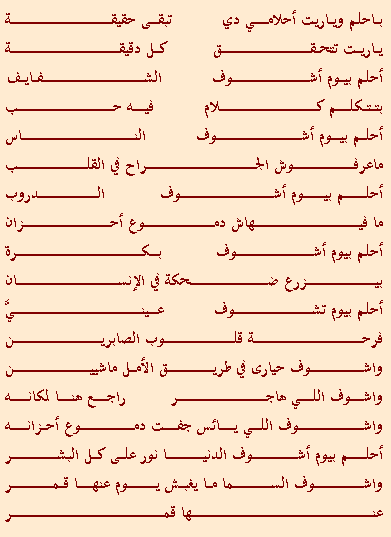 باحلم وياريت أحلامي دي تبقى حقيقة
ياريت تتحقق كل دقيقة
أحلم بيوم أشوف الشفايف
بتتكلم كلام فيه حب
أحلم بيوم أشوف الناس
ماعرفوش الجراح في القلب
أحلم بيوم أشوف الدروب
ما فيهاش دموع أحزان
أحلم بيوم أشوف بكرة
بيزرع ضحكة في الإنسان
أحلم بيوم تشوف عينيَّ
فرحة قلوب الصابرين
واشوف حيارى في طريق الأمل ماشيين
واشوف اللي هاجر راجع هنا لمكانه
واشوف اللي يائس جفت دموع أحزانه
أحلم بيوم أشوف الدنيا نور على كل البشر
واشوف السما ما يغبش يوم عنها قمر
عنها قمر